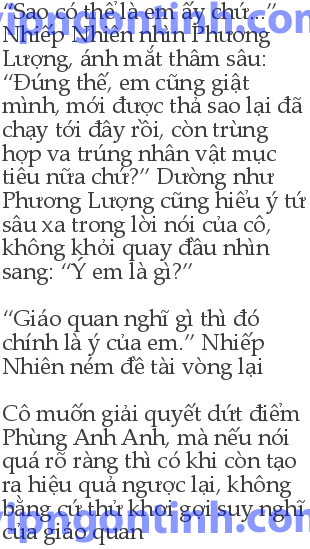 “Sao có thể là em ấy chứ...”
Nhiếp Nhiên nhìn Phương
Lượng, ánh mắt thâm sâu:
“Đúng thế, em cũng giật
mình, mới được thả sao lại đã
chạy tới đây rồi, còn trùng
hợp va trúng nhân vật mục
tiêu nữa chứ?” Dường như
Phương Lượng cũng hiểu ý tứ
sâu xa trong lời nói của cô,
không khỏi quay đầu nhìn
sang: “Ý em là gì?”
“Giáo quan nghĩ gì thì đó
chính là ý của em.” Nhiếp
Nhiên ném đề tài vòng lại
Cô muốn giải quyết dứt điểm
Phùng Anh Anh, mà nếu nói
quá rõ ràng thì có khi còn tạo
ra hiệu quả ngược lại, không
bằng cứ thử khơi gợi suy nghĩ
của giáo quan
vipngontinh.com